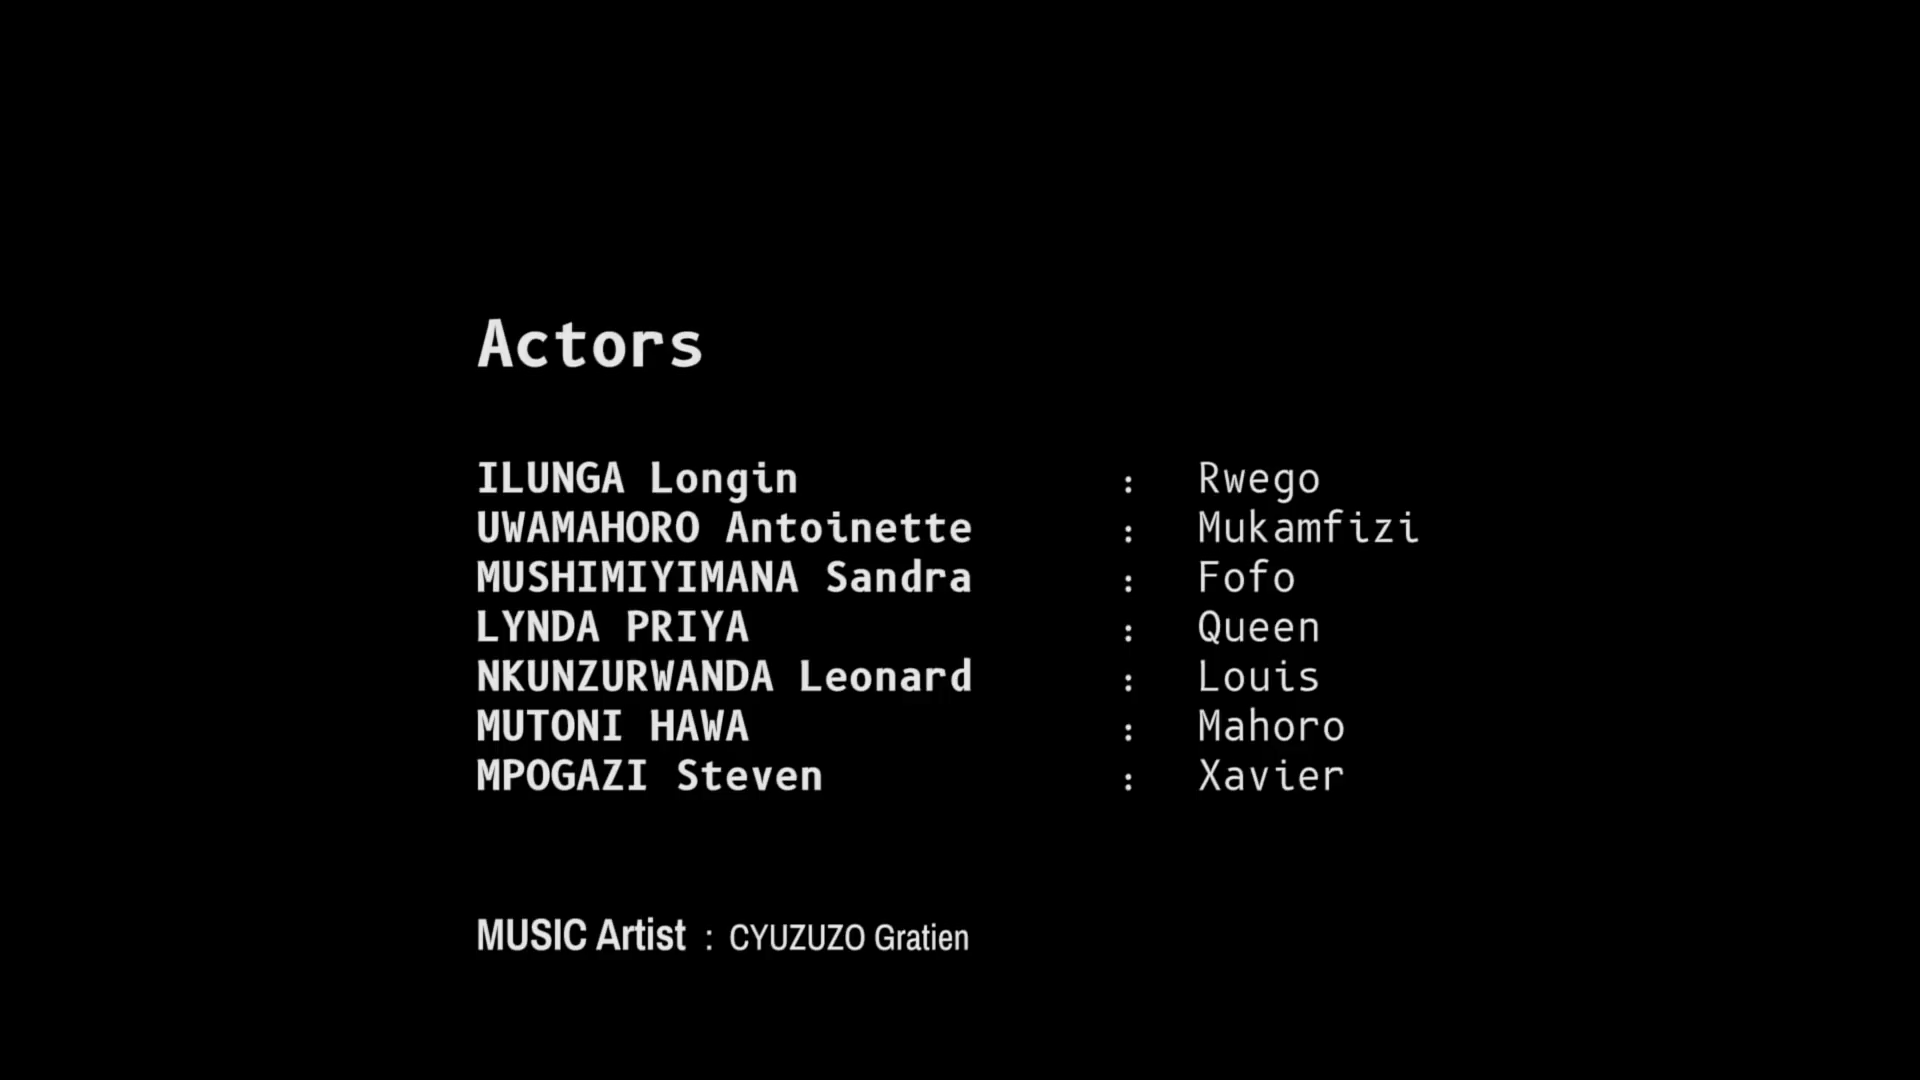 Actors
ILUNGA Longin : Rwego
UWAMAHORO Antoinette : Mukamfizi
MUSHIMIYIMANA Sandra : Fofo
LYNDA PRIYA : Queen
NKUNZURWANDA Leonard : Louis
MUTONI HAWA : Mahoro
MPOGAZI Steven : Xavier
MUSIC Artist : CYUZUZO Gratien